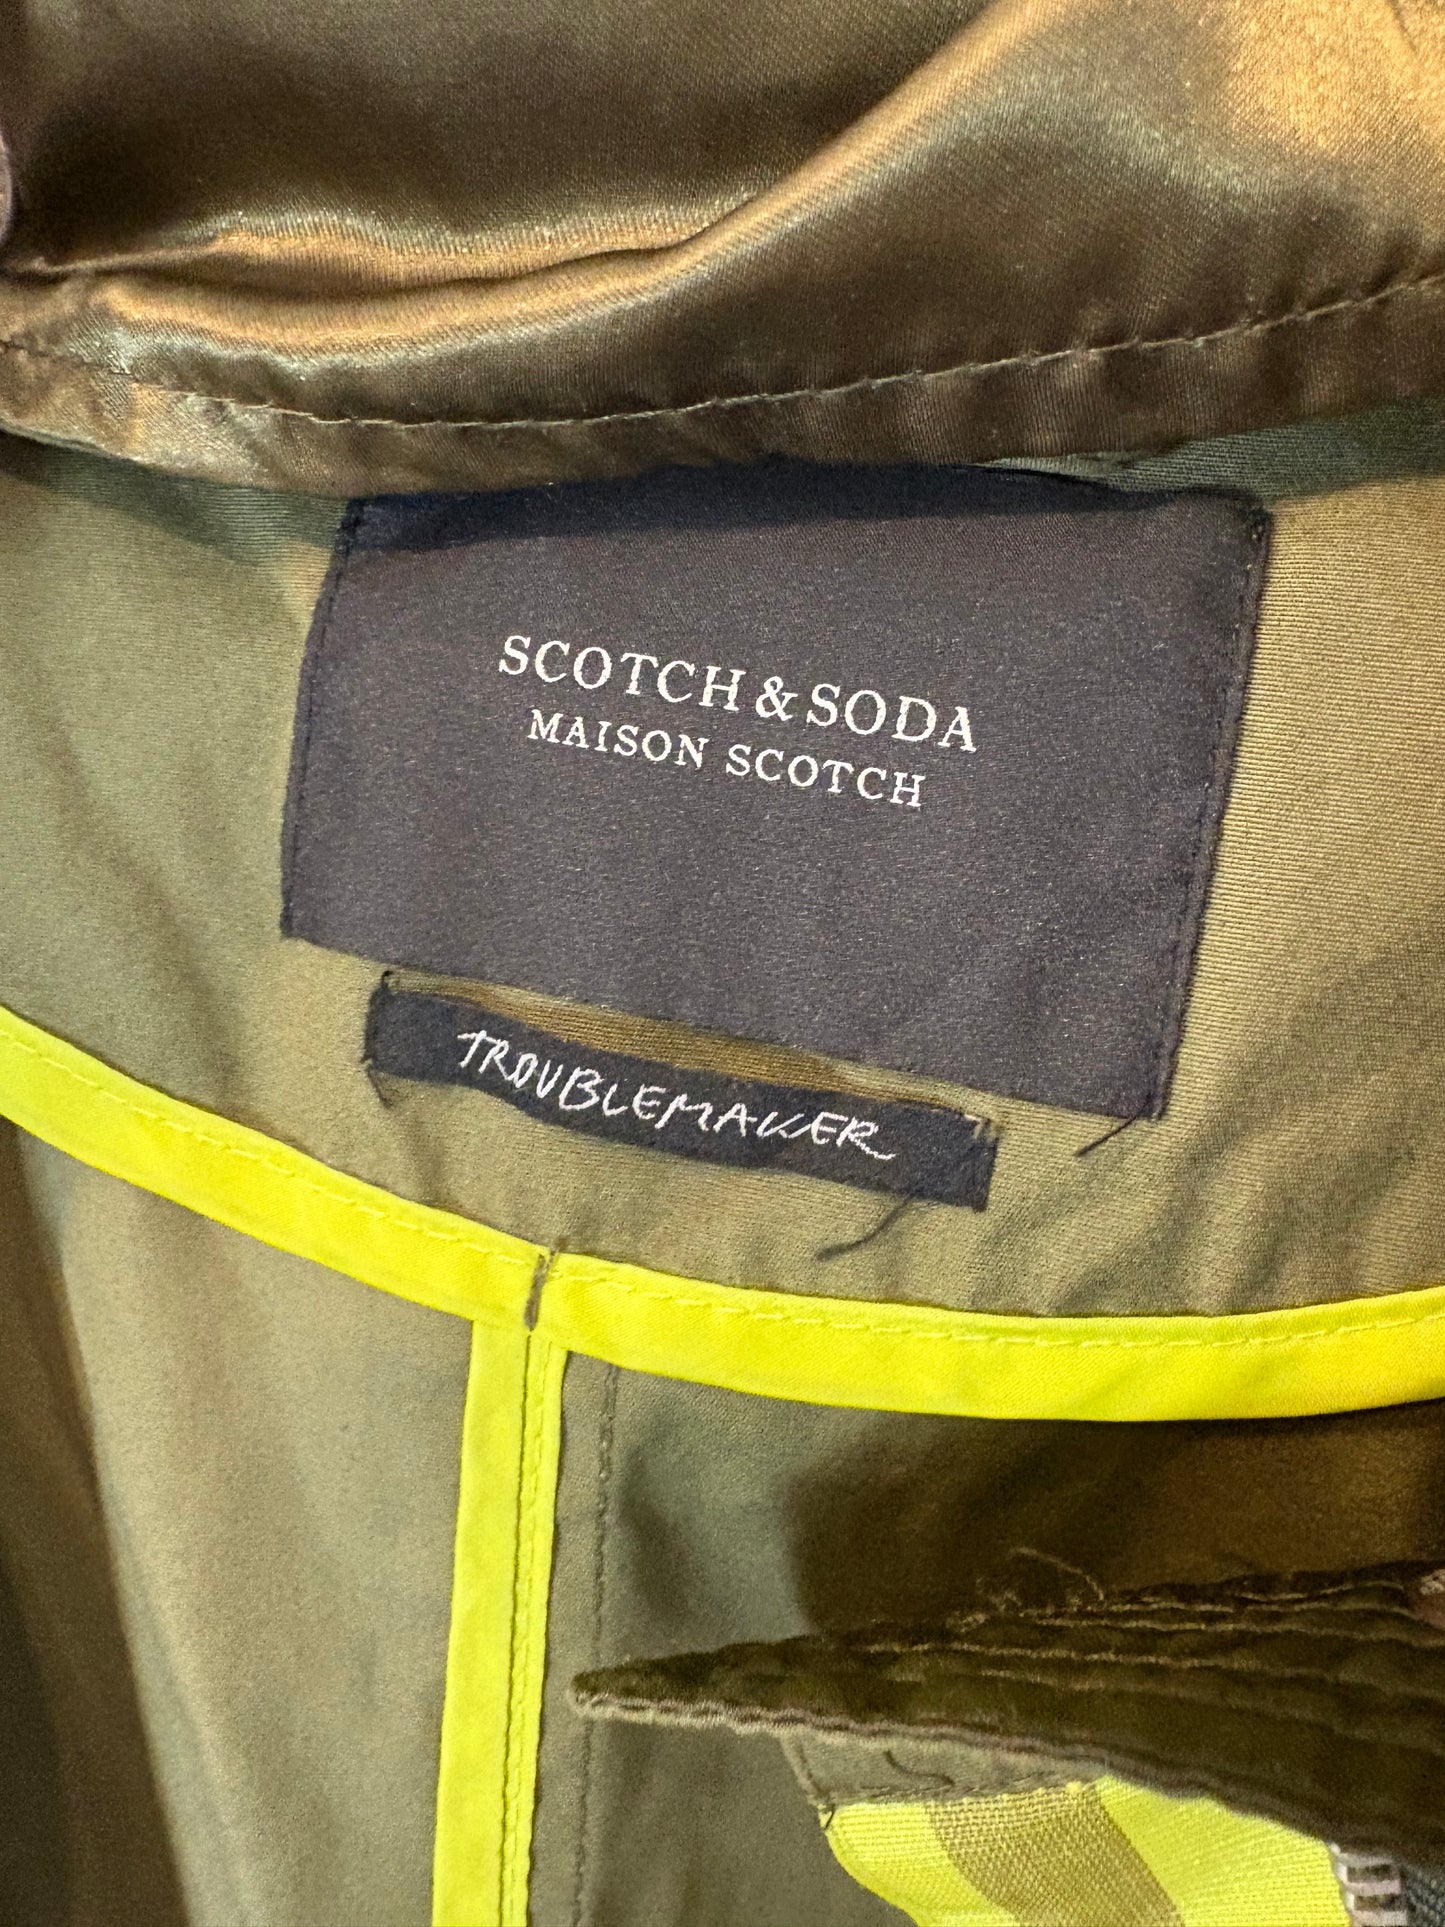 SCOTCH & SODA
MAISON SCOTCH
TROUBLEMAKER